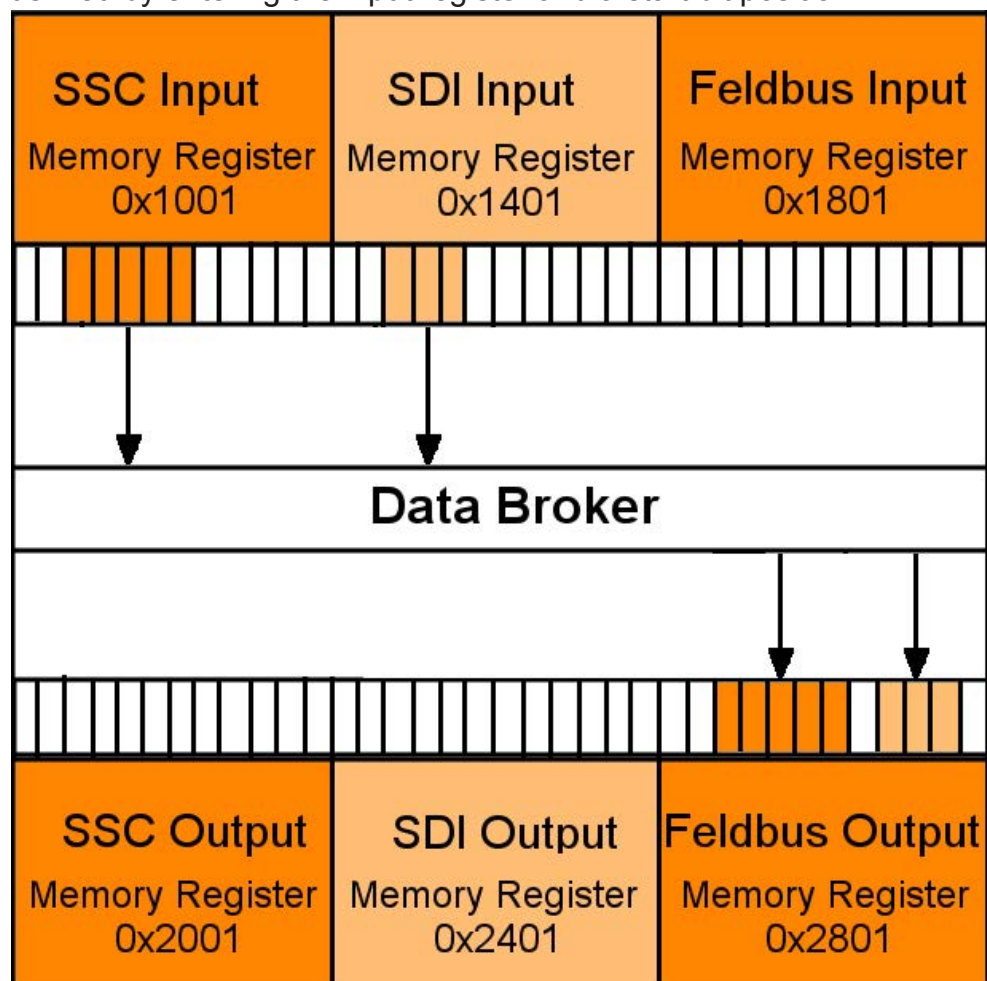 SSC Input
Memory Register
0x1001
SDI Input
Memory Register
0x1401
Feldbus Input
Memory Register
0x1801
Data Broker
SSC Output
Memory Register
0x2001
SDI Output
Memory Register
0x2401
Feldbus Output
Memory Register
0x2801